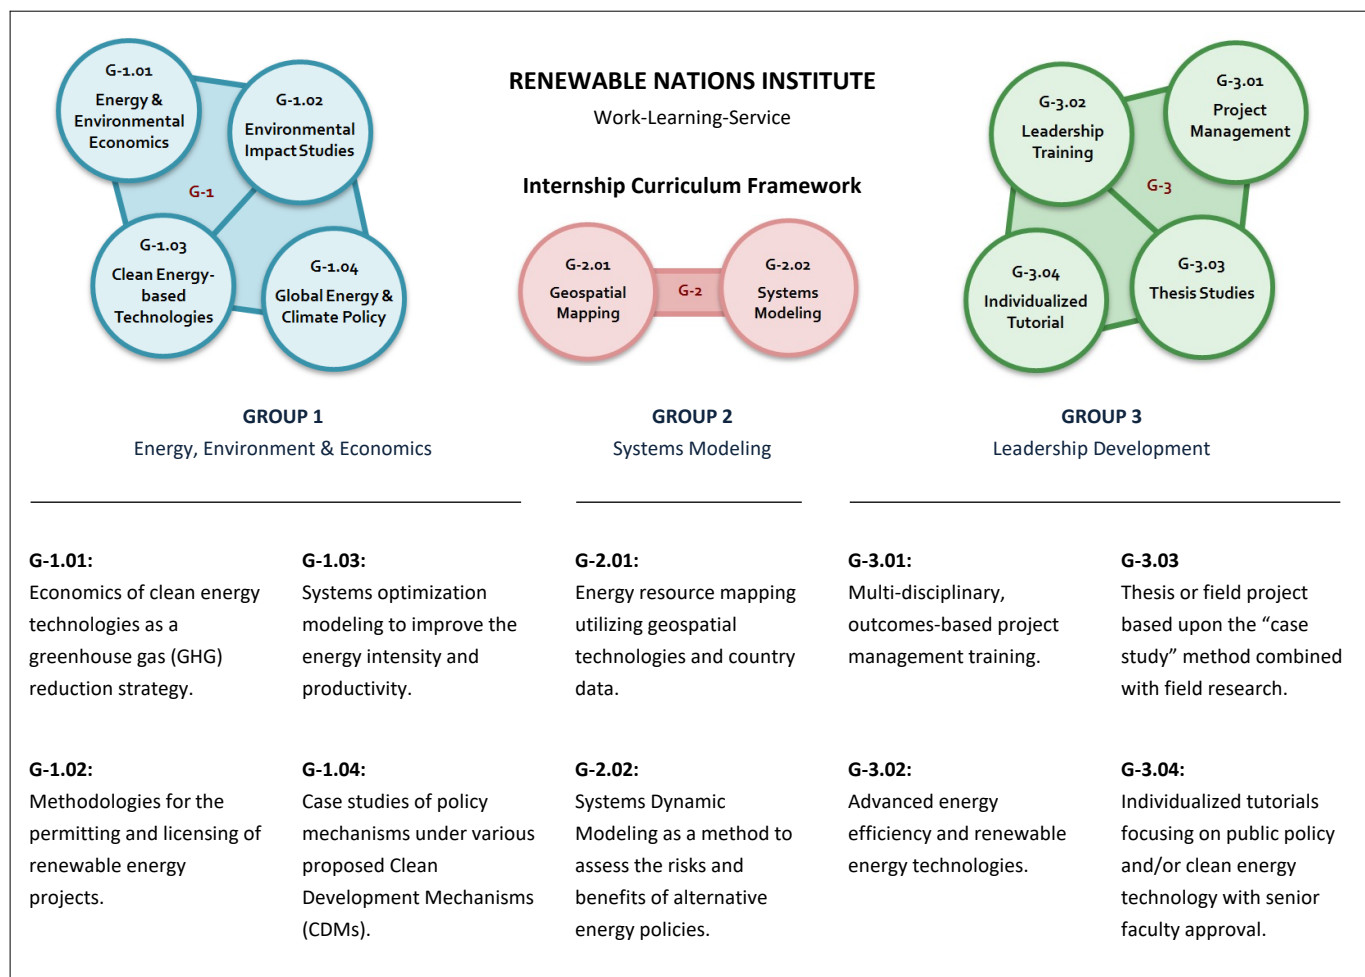 G-1.01
Energy &
Environmental
Economics
G-1.02
Environmental
Impact Studies
G-1
G-1.03
Clean Energy-
based
Technologies
G-1.04
Global Energy &
Climate Policy
RENEWABLE NATIONS INSTITUTE
Work-Learning-Service
Internship Curriculum Framework
G-2.01
Geospatial
Mapping
G-2
G-2.02
Systems
Modeling
G-3.02
Leadership
Training
G-3.01
Project
Management
G-3
G-3.04
Individualized
Tutorial
G-3.03
Thesis Studies
GROUP 1
Energy, Environment & Economics
GROUP 2
Systems Modeling
GROUP 3
Leadership Development
G-1.01:
Economics of clean energy
technologies as a
greenhouse gas (GHG)
reduction strategy.
G-1.03:
Systems optimization
modeling to improve the
energy intensity and
productivity.
G-2.01:
Energy resource mapping
utilizing geospatial
technologies and country
data.
G-3.01:
Multi-disciplinary,
outcomes-based project
management training.
G-3.03
Thesis or field project
based upon the “case
study” method combined
with field research.
G-1.02:
Methodologies for the
permitting and licensing of
renewable energy
projects.
G-1.04:
Case studies of policy
mechanisms under various
proposed Clean
Development Mechanisms
(CDMs).
G-2.02:
Systems Dynamic
Modeling as a method to
assess the risks and
benefits of alternative
energy policies.
G-3.02:
Advanced energy
efficiency and renewable
energy technologies.
G-3.04:
Individualized tutorials
focusing on public policy
and/or clean energy
technology with senior
faculty approval.